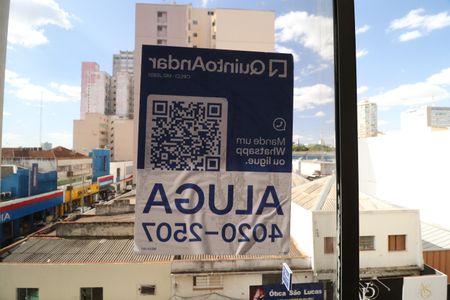 QuintoAndar
Mande um
Whatsapp
ou ligue.
ALUGA
4020-2507
Ótica São Lucas